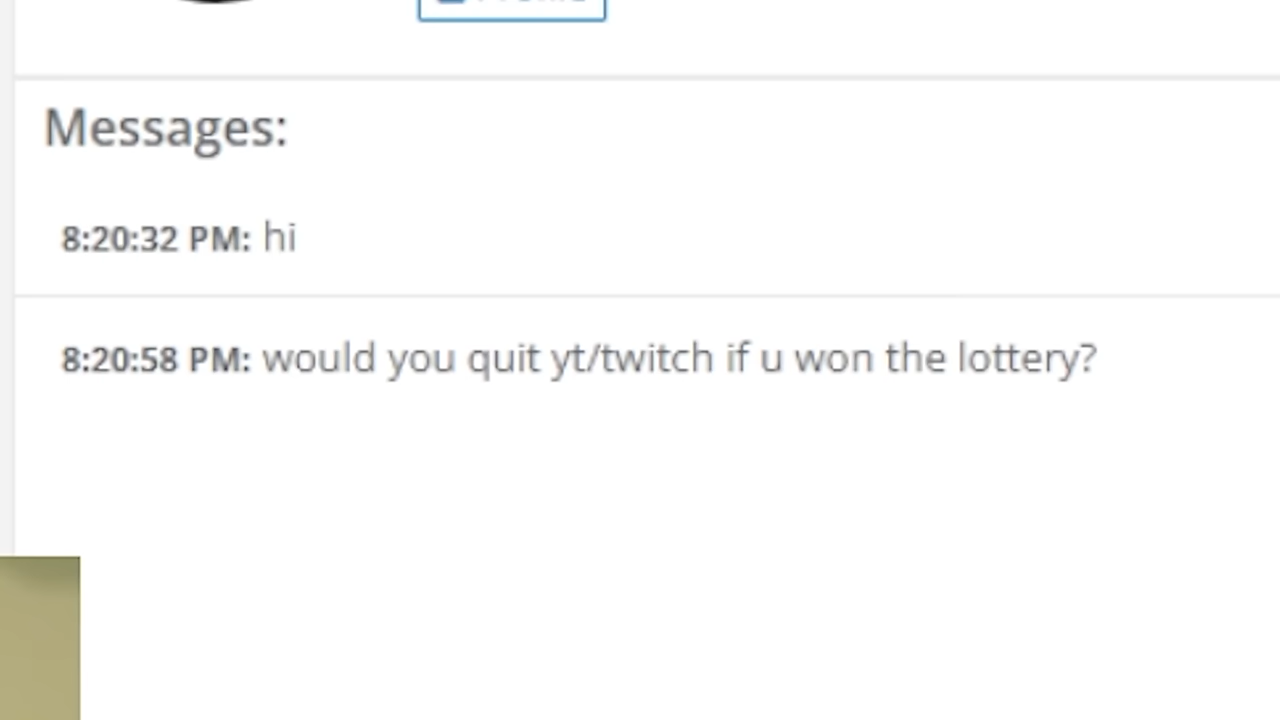 Messages:
8:20:32 PM: hi
8:20:58 PM: would you quit yt/twitch if u won the lottery?